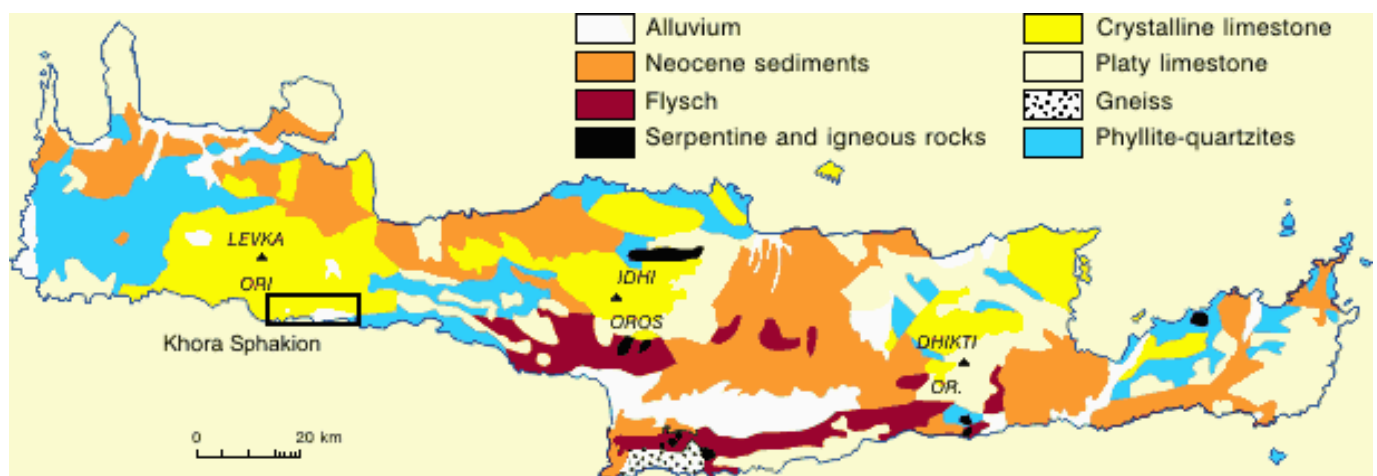 Alluvium
Neocene sediments
Flysch
Serpentine and igneous rocks
Crystalline limestone
Platy limestone
Gneiss
Phyllite-quartzites
LEVKA
ORI
Khora Sphakion
IDHI
OROS
DHIKTI
OR.
0 20 km